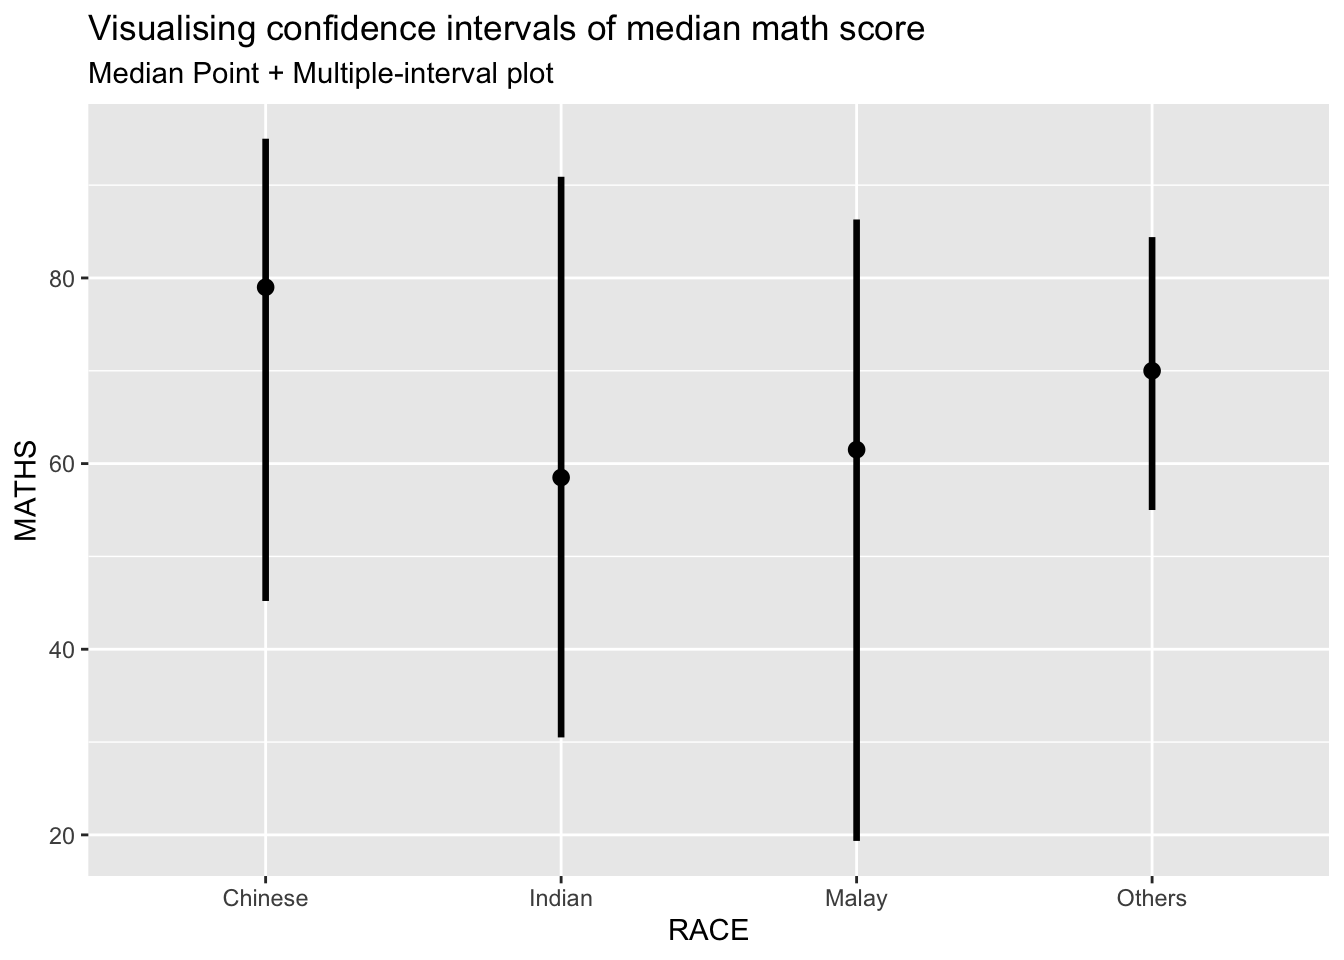 Visualising confidence intervals of median math score
Median Point + Multiple-interval plot
MATHS
80
60
40
20
Chinese Indian Malay Others
RACE